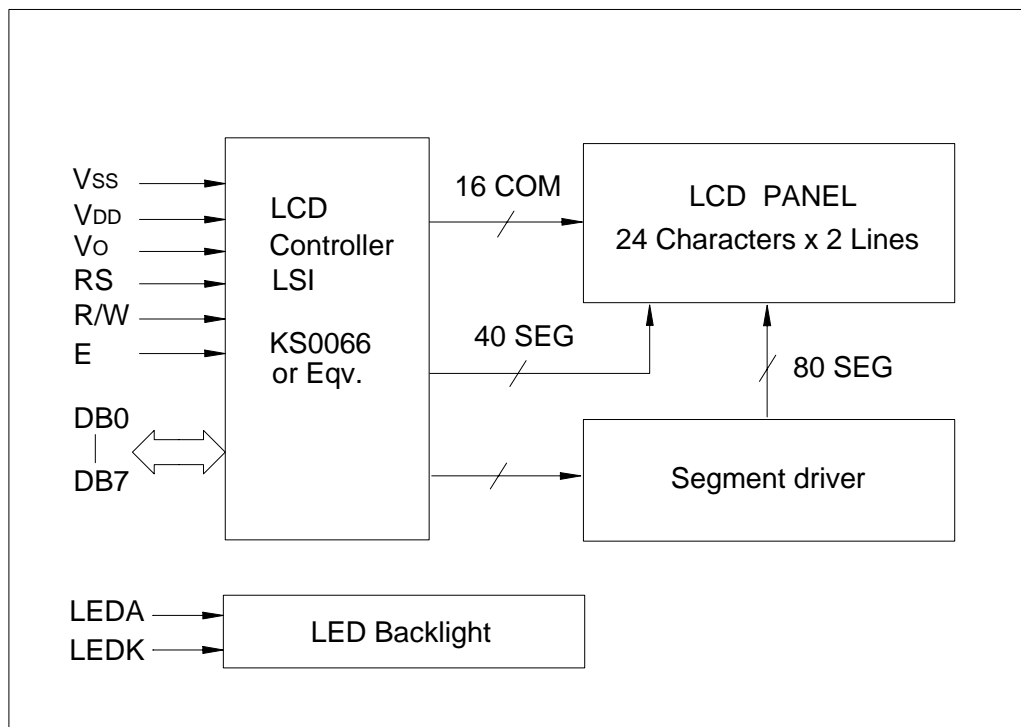 VSS
VDD
VO
RS
R/W
E
DB0
DB7
LCD
Controller
LSI
KS0066
or Eqv.
16 COM
40 SEG
LCD PANEL
24 Characters x 2 Lines
80 SEG
Segment driver
LEDA
LEDK
LED Backlight